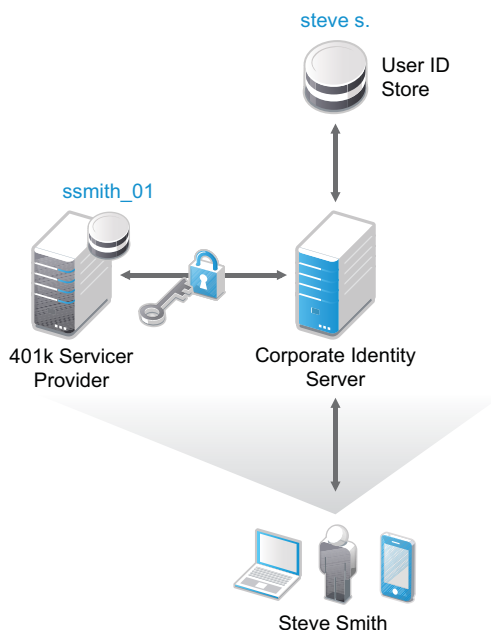 steve s.
User ID
Store
ssmith_01
401k Servicer
Provider
Corporate Identity
Server
Steve Smith